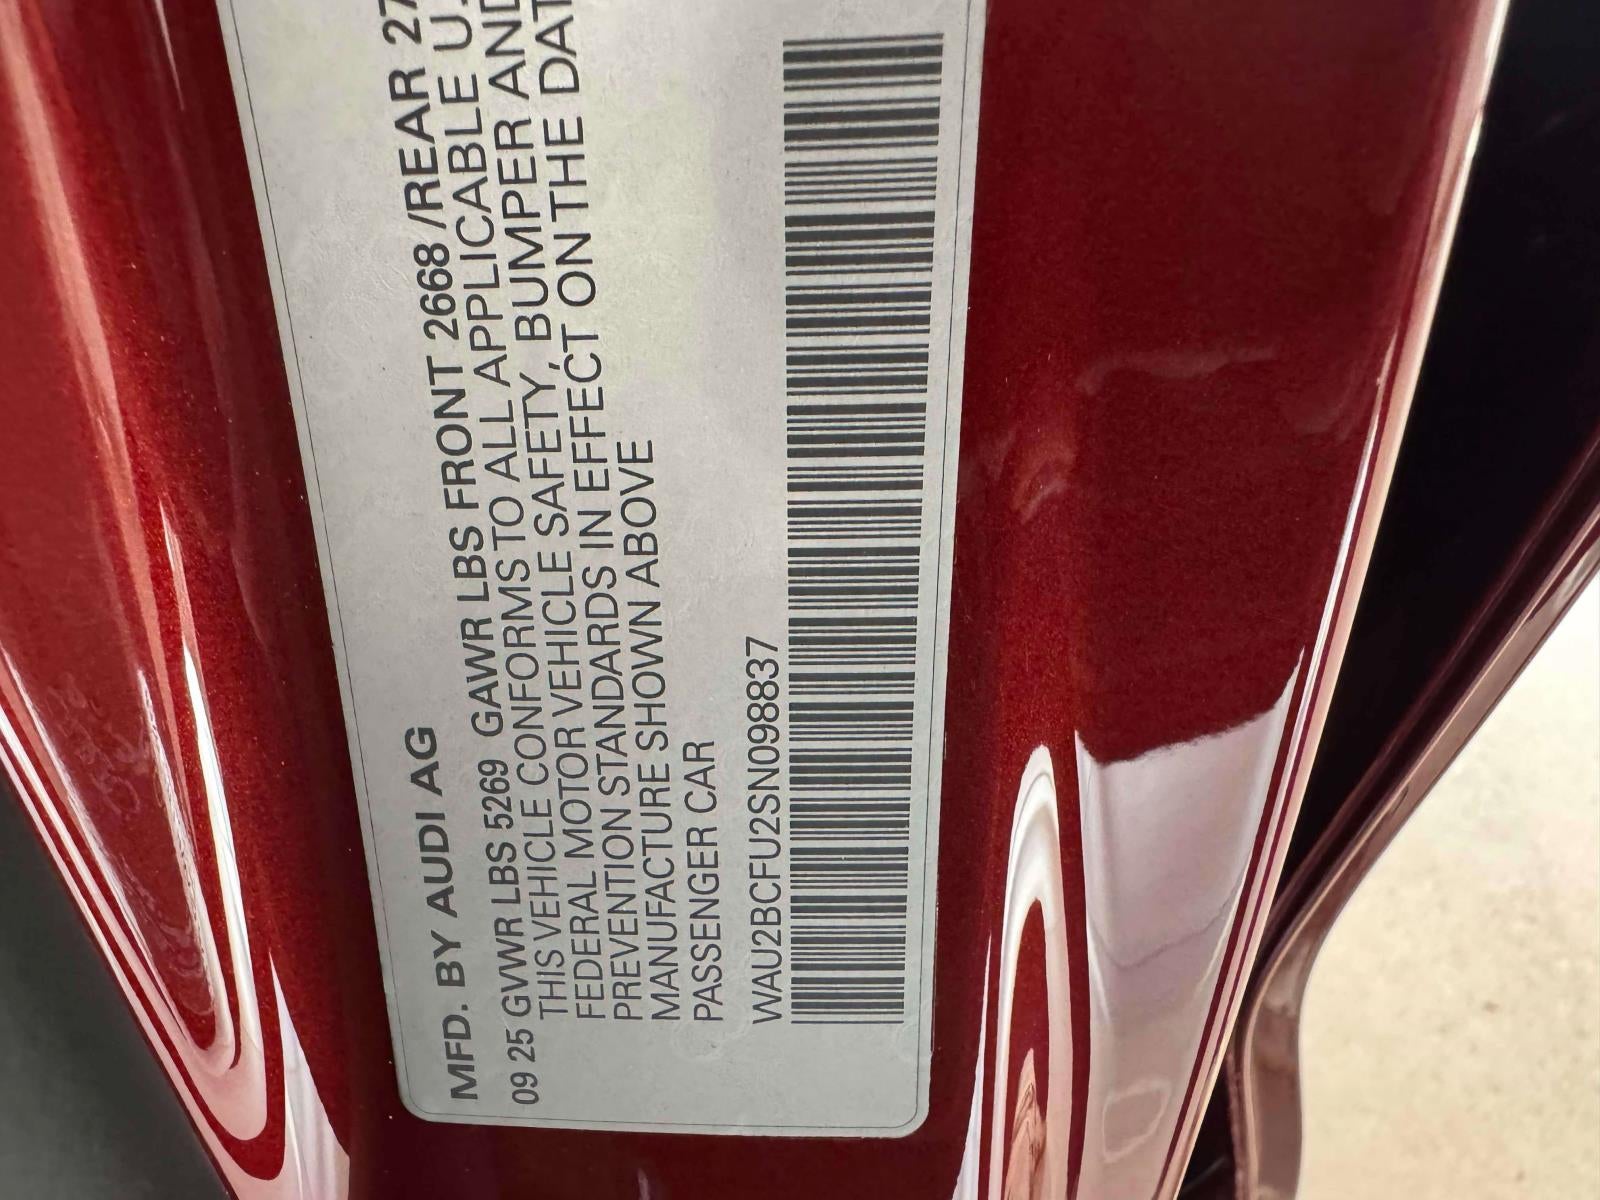 MFD. BY AUDI AG
09 25 GVWR LBS 5269 GAWR LBS FRONT 2668 /REAR 27
THIS VEHICLE CONFORMS TO ALL APPLICABLE U.
FEDERAL MOTOR VEHICLE SAFETY, BUMPER AND
PREVENTION STANDARDS IN EFFECT ON THE DAT
MANUFACTURE SHOWN ABOVE
PASSENGER CAR
WAU2BCFU2SN098837